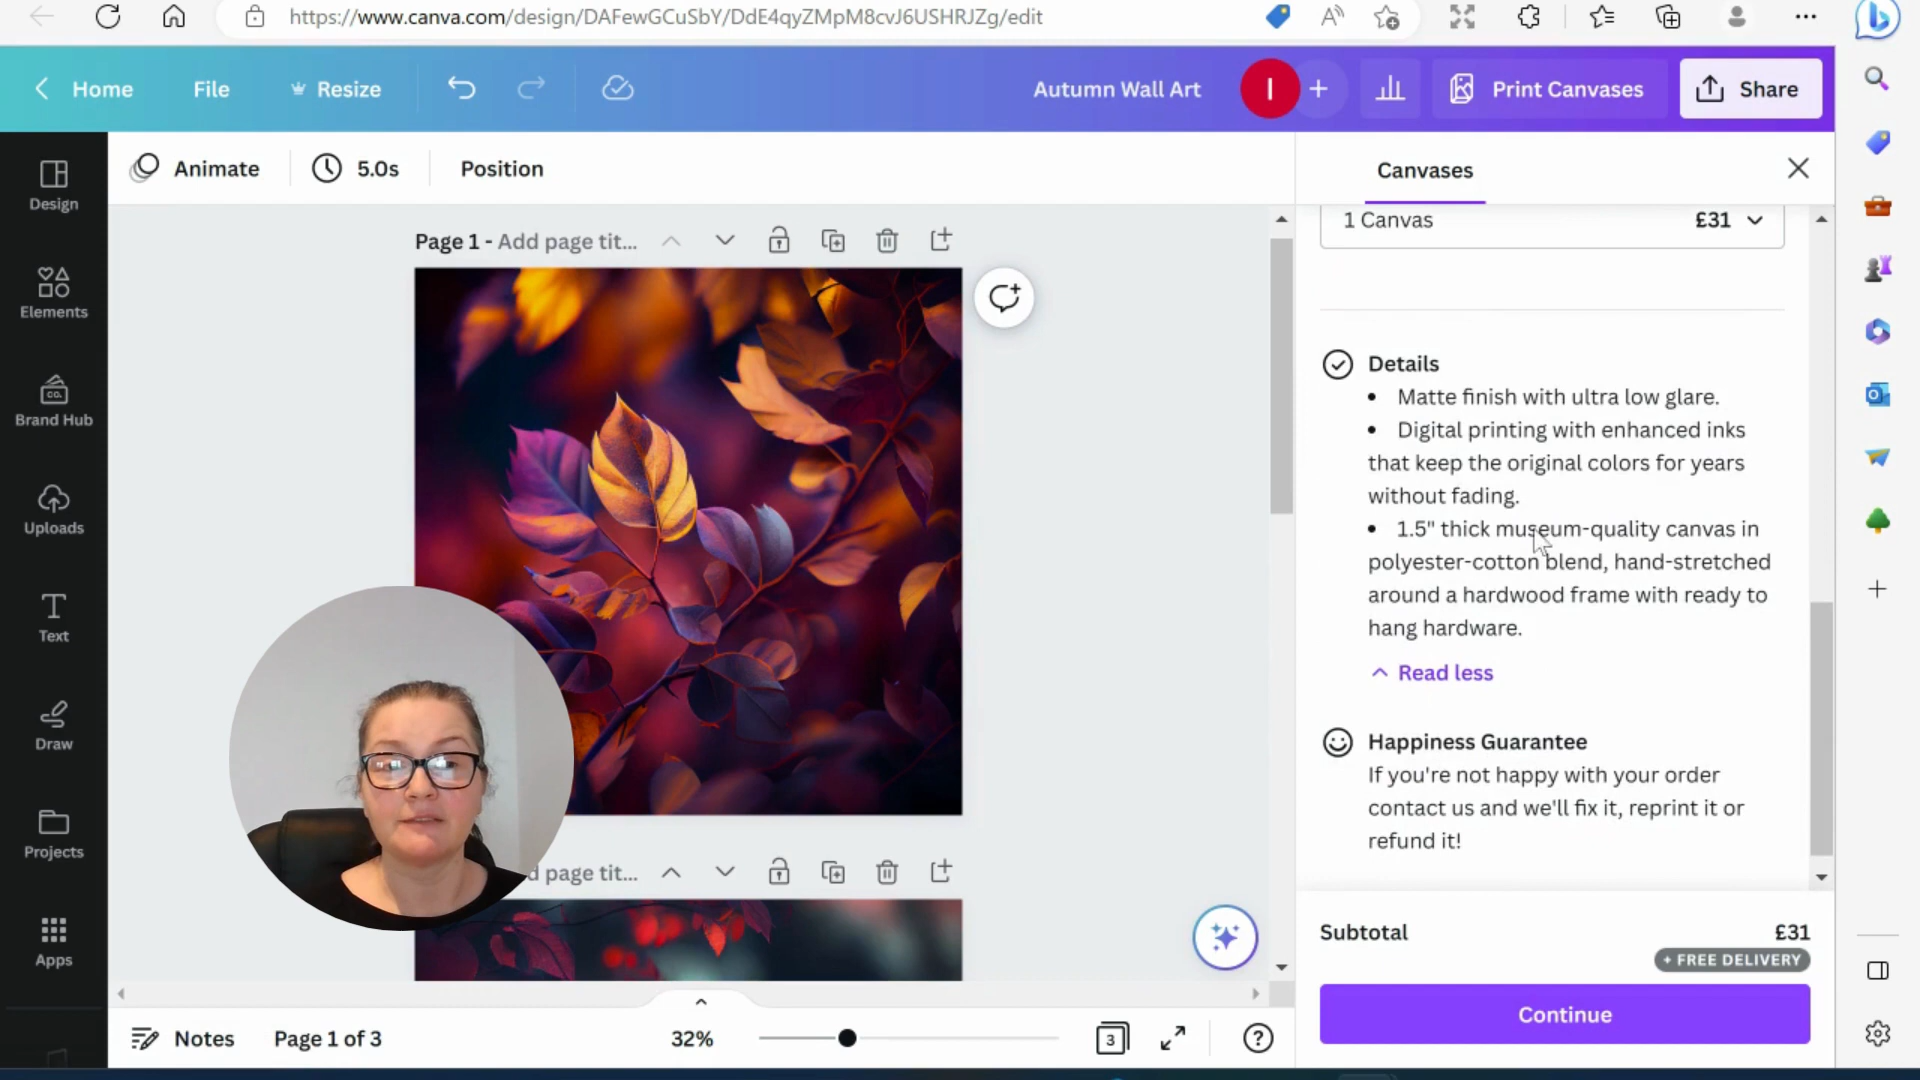 https://www.canva.com/design/DAFewGCuSbY/DdE4qyZMpM8cvJ6USHRJZg/edit
Home
File
Resize
Autumn Wall Art
I
Print Canvases
Share
Animate
5.0s
Position
Canvases
Design
Elements
CO.
Brand Hub
Uploads
Text
Draw
Projects
Apps
Page 1 - Add page tit...
d page tit...
1 Canvas £31
Details
• Matte finish with ultra low glare.
• Digital printing with enhanced inks
that keep the original colors for years
without fading.
• 1.5" thick museum-quality canvas in
polyester-cotton blend, hand-stretched
around a hardwood frame with ready to
hang hardware.
Read less
Happiness Guarantee
If you're not happy with your order
contact us and we'll fix it, reprint it or
refund it!
Subtotal £31
+ FREE DELIVERY
Continue
Notes
Page 1 of 3
32%
3
?